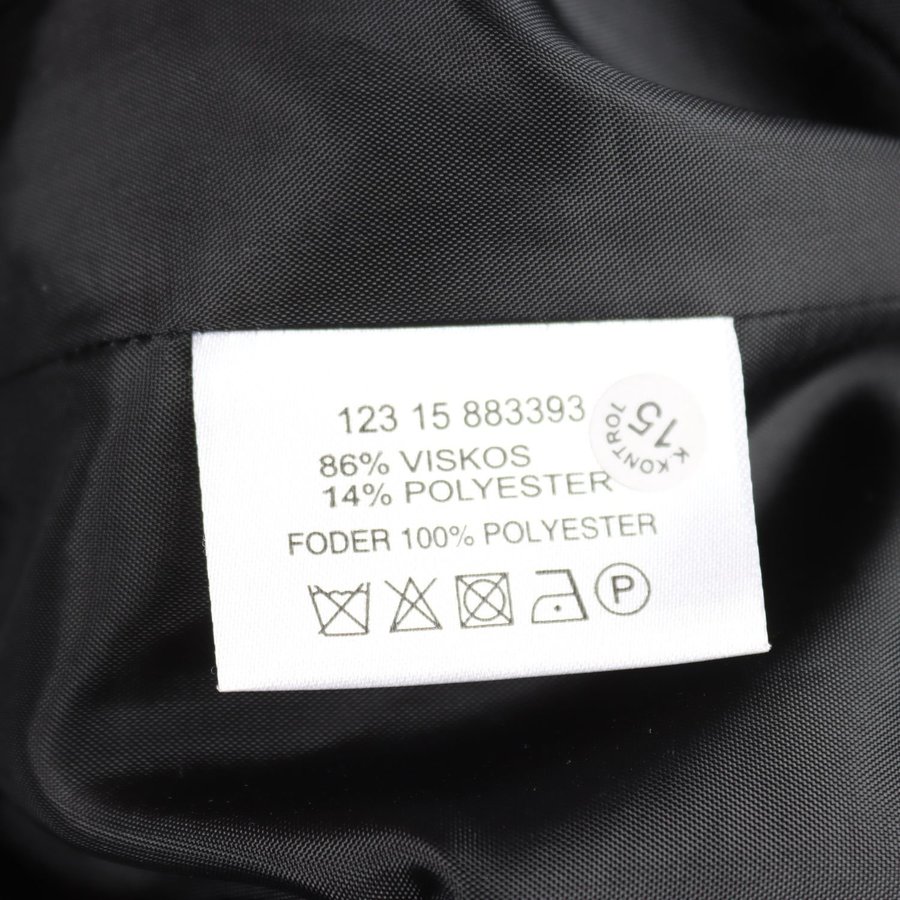 123 15 883393
86% VISKOS
14% POLYESTER
FODER 100% POLYESTER
P
K.KONTROL
15